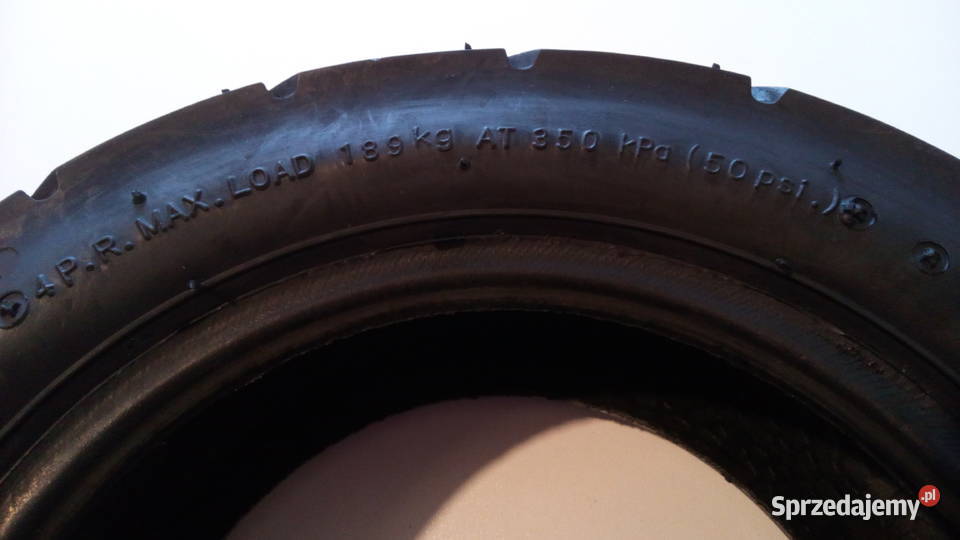 4 P.R. MAX. LOAD 189 kg AT 350 kPa (50 psi.)
Sprzedajemy.pl